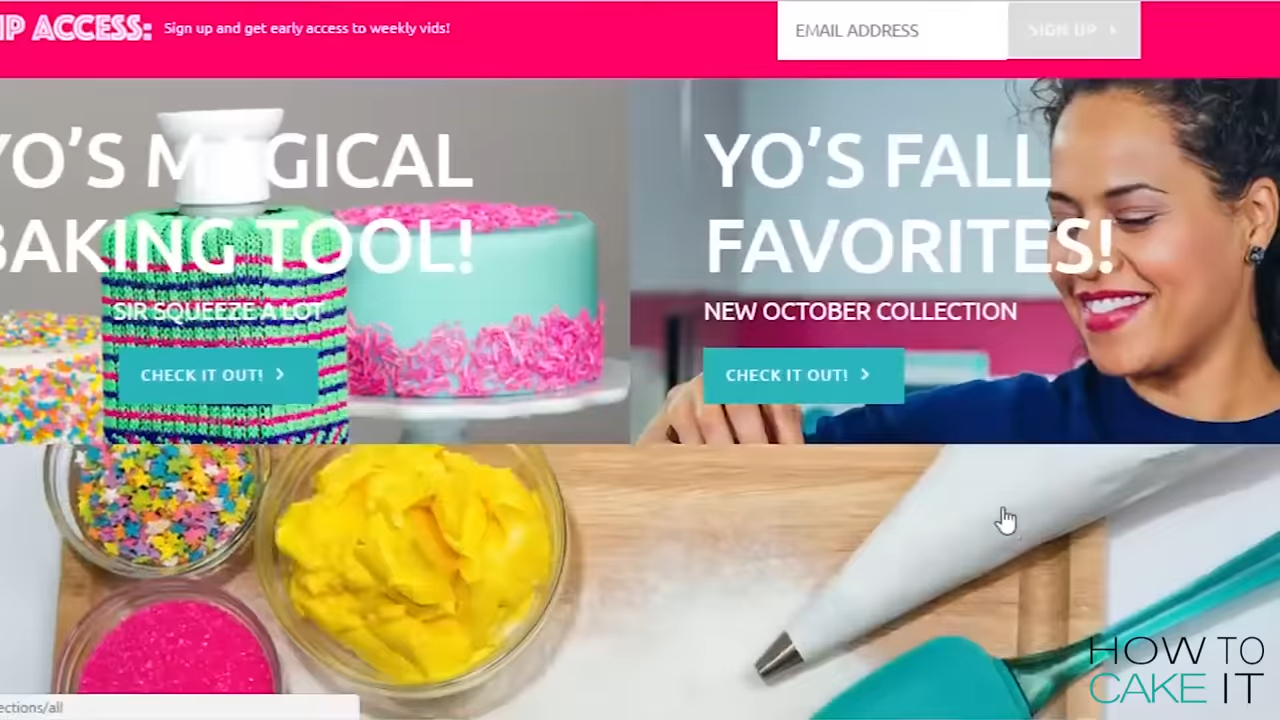 IP ACCESS:
Sign up and get early access to weekly vids!
EMAIL ADDRESS
SIGN UP
YO'S MAGICAL
BAKING TOOL!
SIR SQUEEZE A LOT
CHECK IT OUT!
YO'S FALL
FAVORITES!
NEW OCTOBER COLLECTION
CHECK IT OUT!
HOW TO
CAKE IT
ections/all